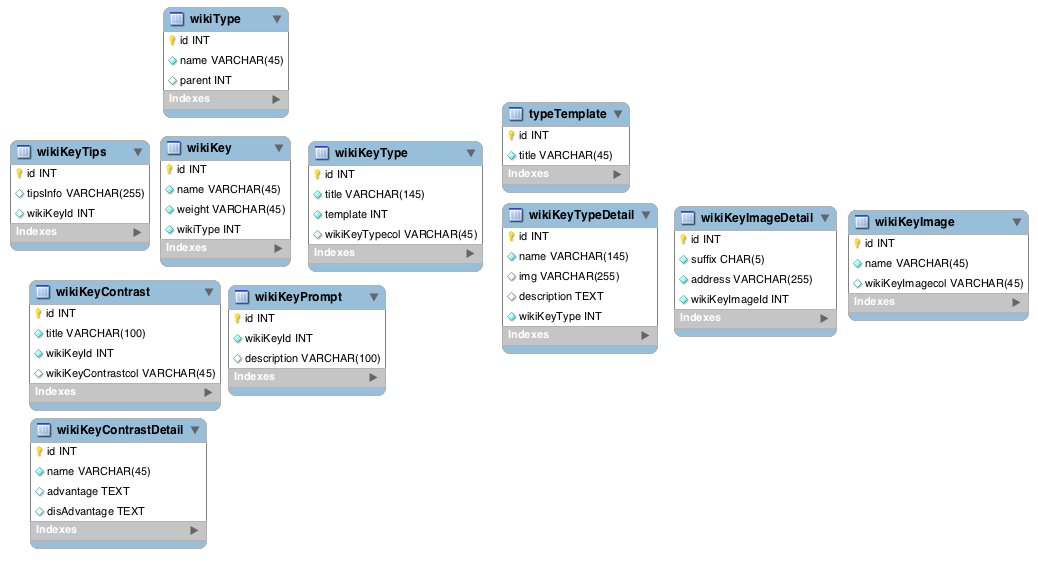 wikiType
id INT
name VARCHAR(45)
parent INT
Indexes
wikiKeyTips
id INT
tipsInfo VARCHAR(255)
wikiKeyId INT
Indexes
wikiKey
id INT
name VARCHAR(45)
weight VARCHAR(45)
wikiType INT
Indexes
wikiKeyType
id INT
title VARCHAR(145)
template INT
wikiKeyTypecol VARCHAR(45)
Indexes
typeTemplate
id INT
title VARCHAR(45)
Indexes
wikiKeyTypeDetail
id INT
name VARCHAR(145)
img VARCHAR(255)
description TEXT
wikiKeyType INT
Indexes
wikiKeyImageDetail
id INT
suffix CHAR(5)
address VARCHAR(255)
wikiKeyImageId INT
Indexes
wikiKeyImage
id INT
name VARCHAR(45)
wikiKeyImagecol VARCHAR(45)
Indexes
wikiKeyContrast
id INT
title VARCHAR(100)
wikiKeyId INT
wikiKeyContrastcol VARCHAR(45)
Indexes
wikiKeyPrompt
id INT
wikiKeyId INT
description VARCHAR(100)
Indexes
wikiKeyContrastDetail
id INT
name VARCHAR(45)
advantage TEXT
disAdvantage TEXT
Indexes